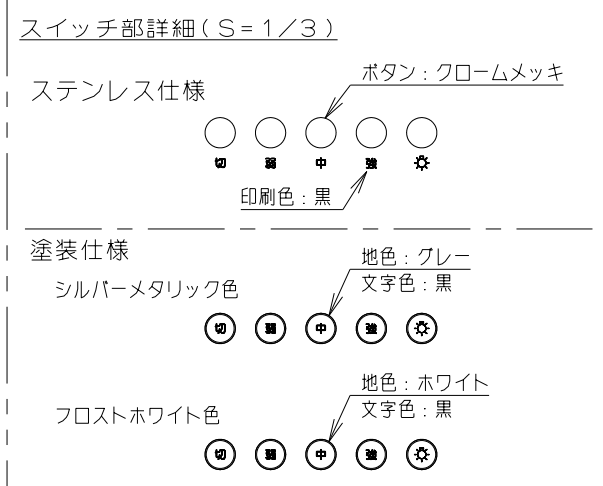 スイッチ部詳細(S=1/3)
ステンレス仕様
ボタン:クロームメッキ
切 弱 中 強
印刷色:黒
塗装仕様
シルバーメタリック色
地色:グレー
文字色:黒
切 弱 中 強
フロストホワイト色
地色:ホワイト
文字色:黒
切 弱 中 強